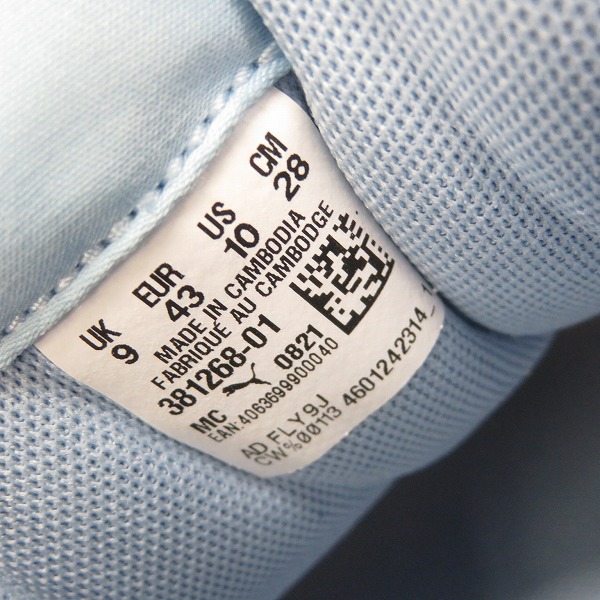 UK EUR US CM
9 43 10 28
MADE IN CAMBODIA
FABRIQUÉ AU CAMBODGE
381268-01
MC 0821
EAN:4063699900040
AD FLY9J
CW%00113 4601242314